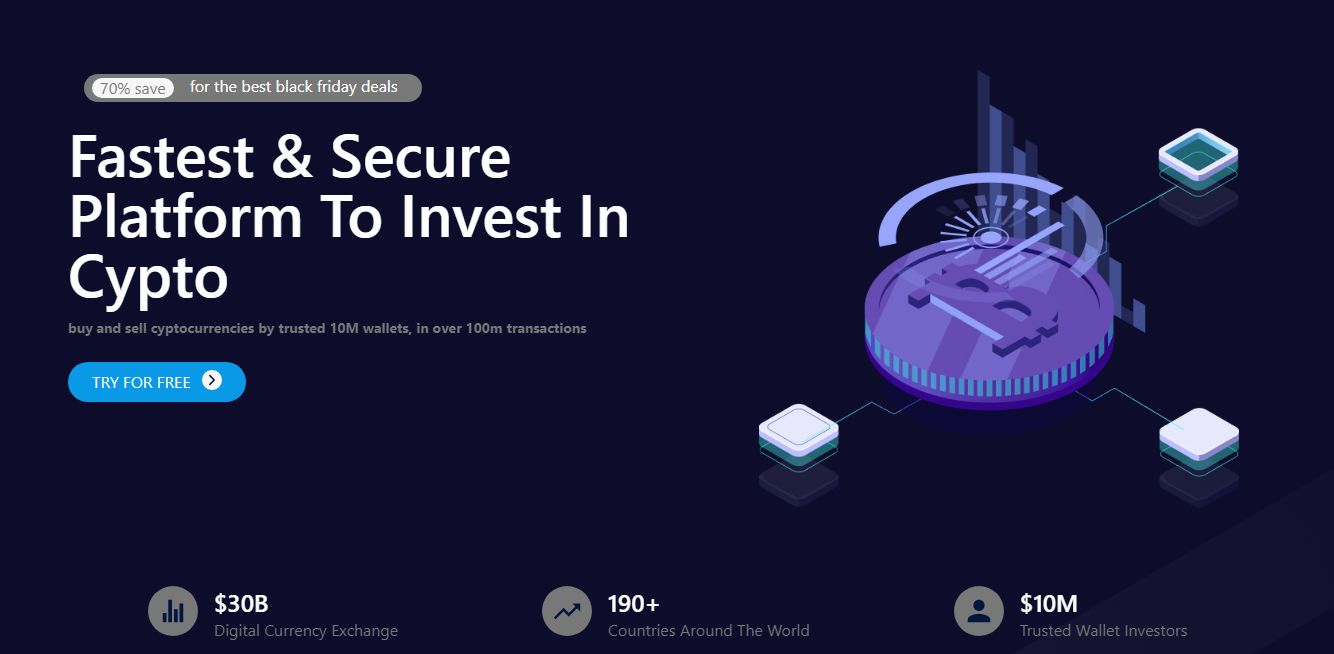 70% save for the best black friday deals
Fastest & Secure
Platform To Invest In
Cypto
buy and sell cyptocurrencies by trusted 10M wallets, in over 100m transactions
TRY FOR FREE
$30B
Digital Currency Exchange
190+
Countries Around The World
$10M
Trusted Wallet Investors